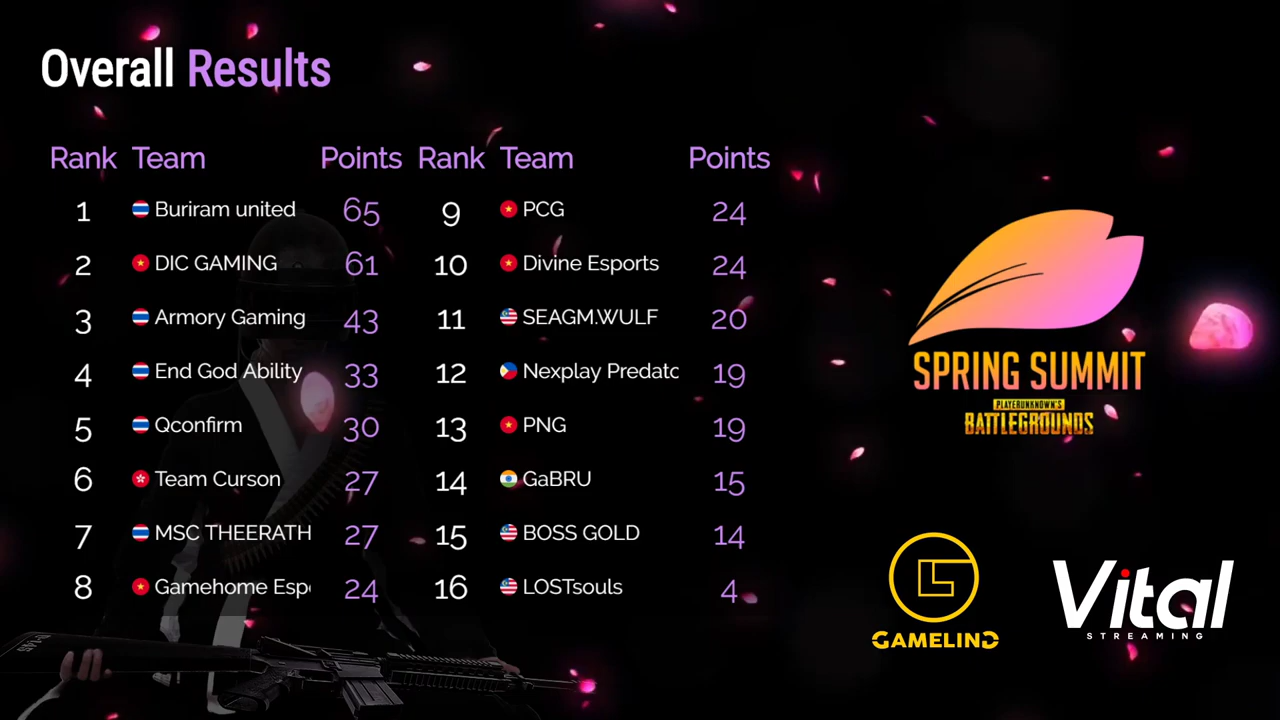 Overall Results
Rank Team Points Rank Team Points
1 Buriram united 65 9 PCG 24
2 DIC GAMING 61 10 Divine Esports 24
3 Armory Gaming 43 11 SEAGM.WULF 20
4 End God Ability 33 12 Nexplay Predatc 19
5 Qconfirm 30 13 PNG 19
6 Team Curson 27 14 GaBRU 15
7 MSC THEERATH 27 15 BOSS GOLD 14
8 Gamehome Esp 24 16 LOSTsouls 4
SPRING SUMMIT
PLAYERUNKNOWN'S
BATTLEGROUNDS
GAMELING
Vital
STREAMING